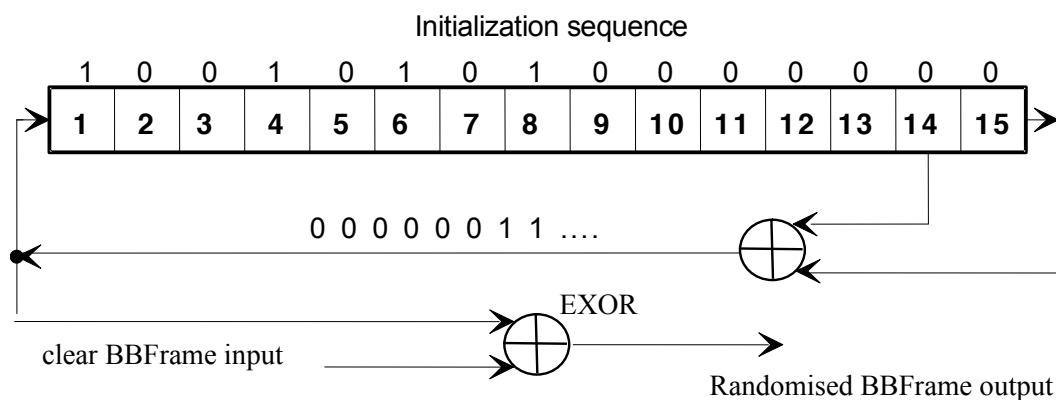 Initialization sequence
1 0 0 1 0 1 0 1 0 0 0 0 0 0 0
1 2 3 4 5 6 7 8 9 10 11 12 13 14 15
0 0 0 0 0 0 1 1 ....
EXOR
clear BBFrame input
Randomised BBFrame output